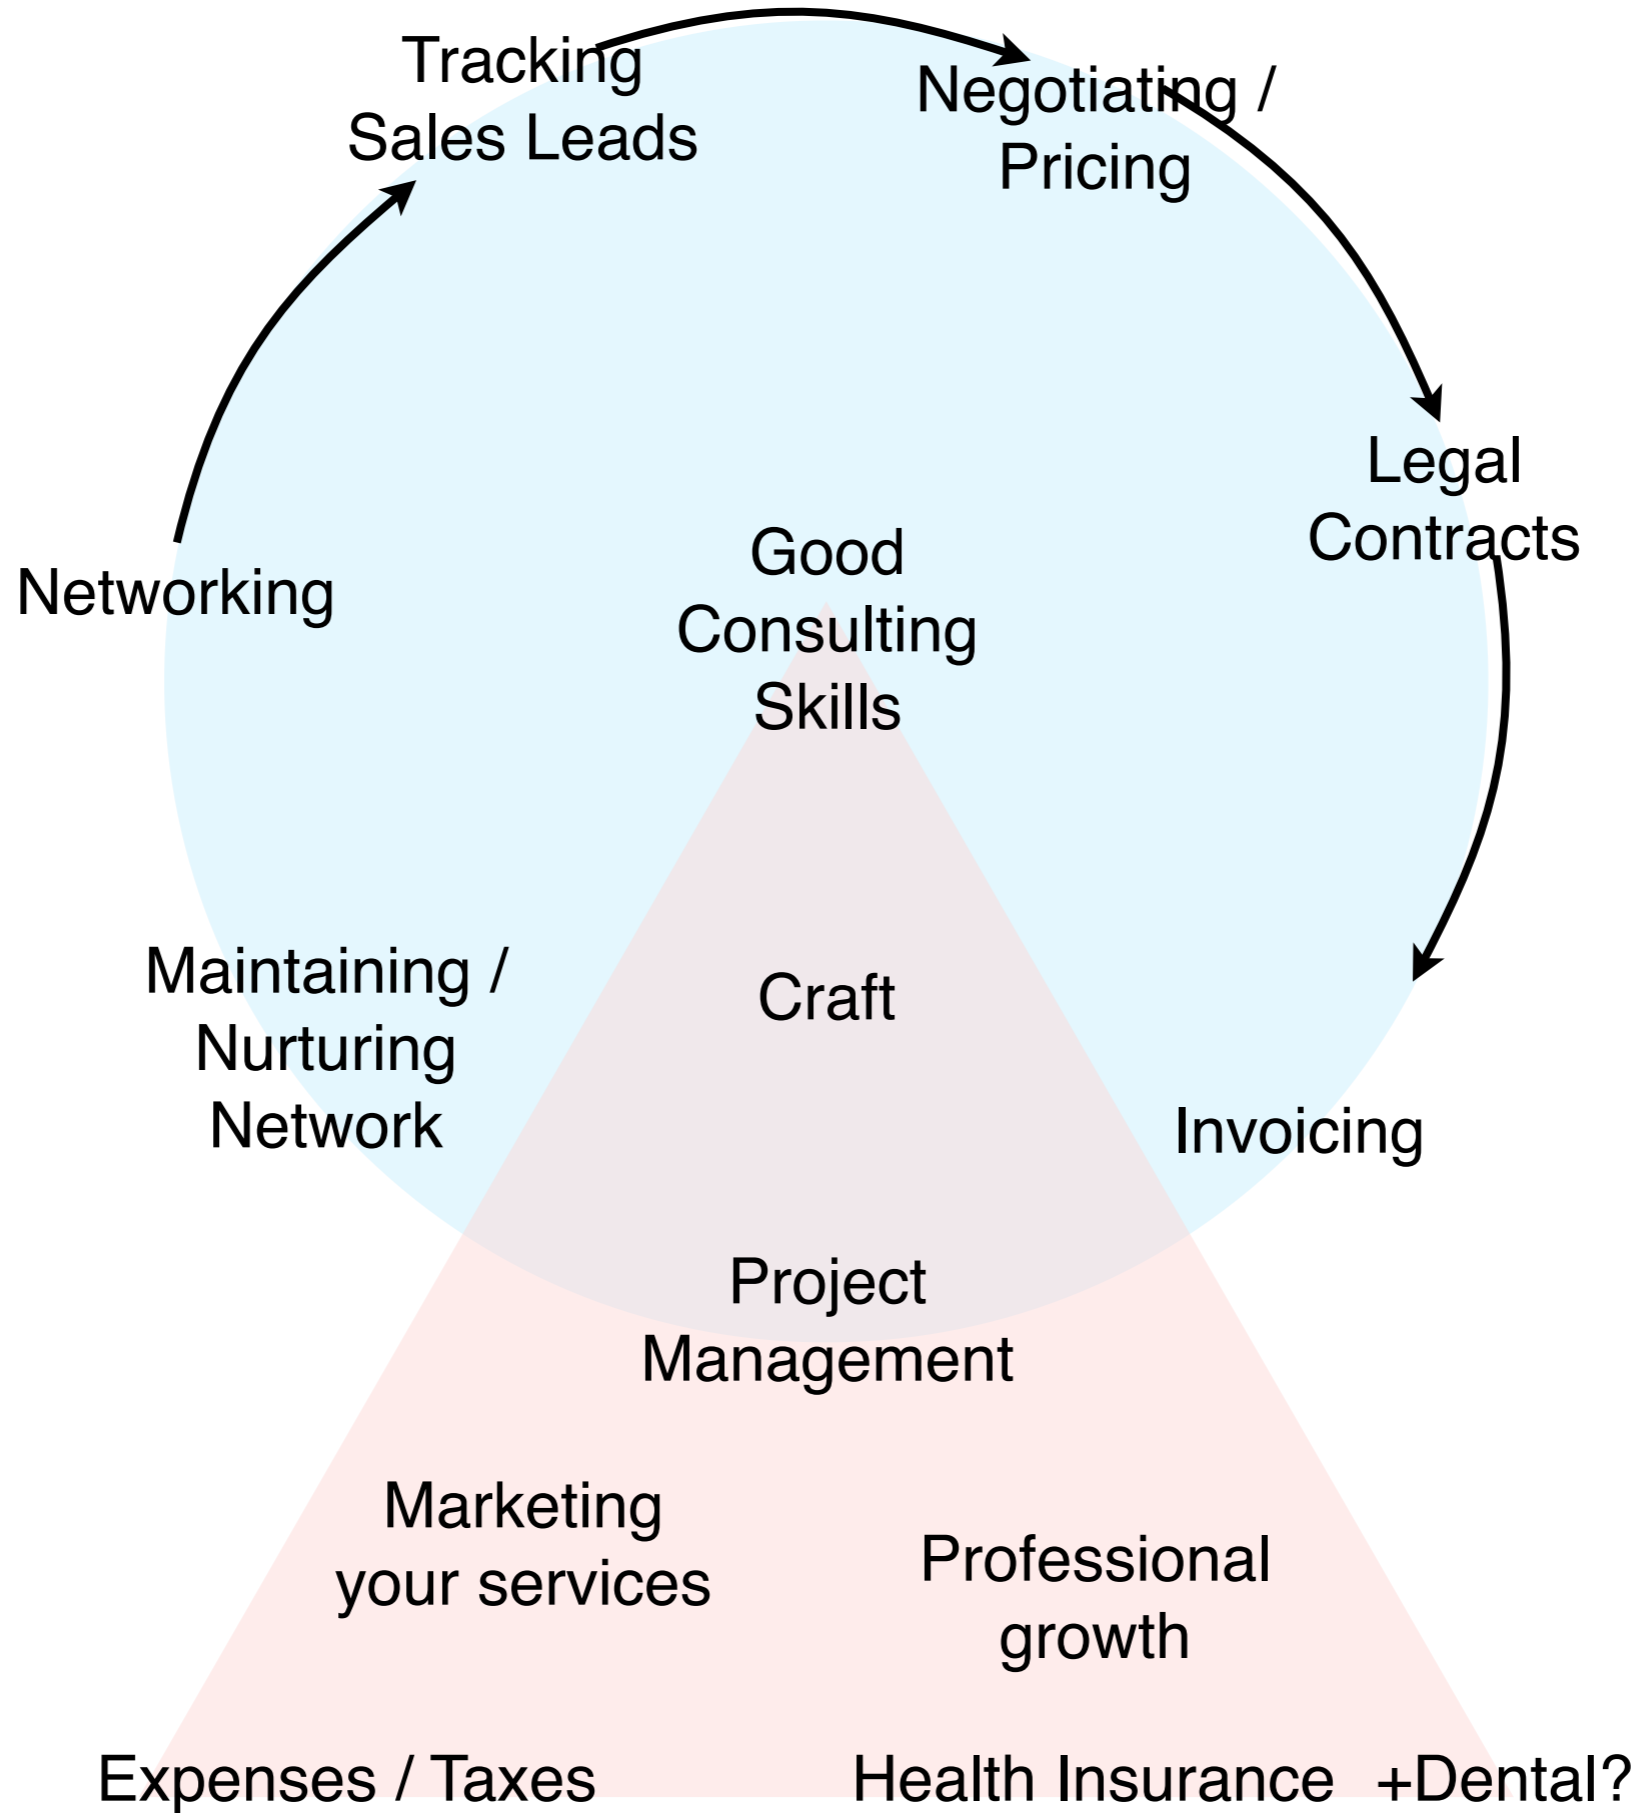 Tracking
Sales Leads
Negotiating /
Pricing
Legal
Contracts
Networking
Good
Consulting
Skills
Maintaining /
Nurturing
Network
Craft
Invoicing
Project
Management
Marketing
your services
Professional
growth
Expenses / Taxes
Health Insurance +Dental?